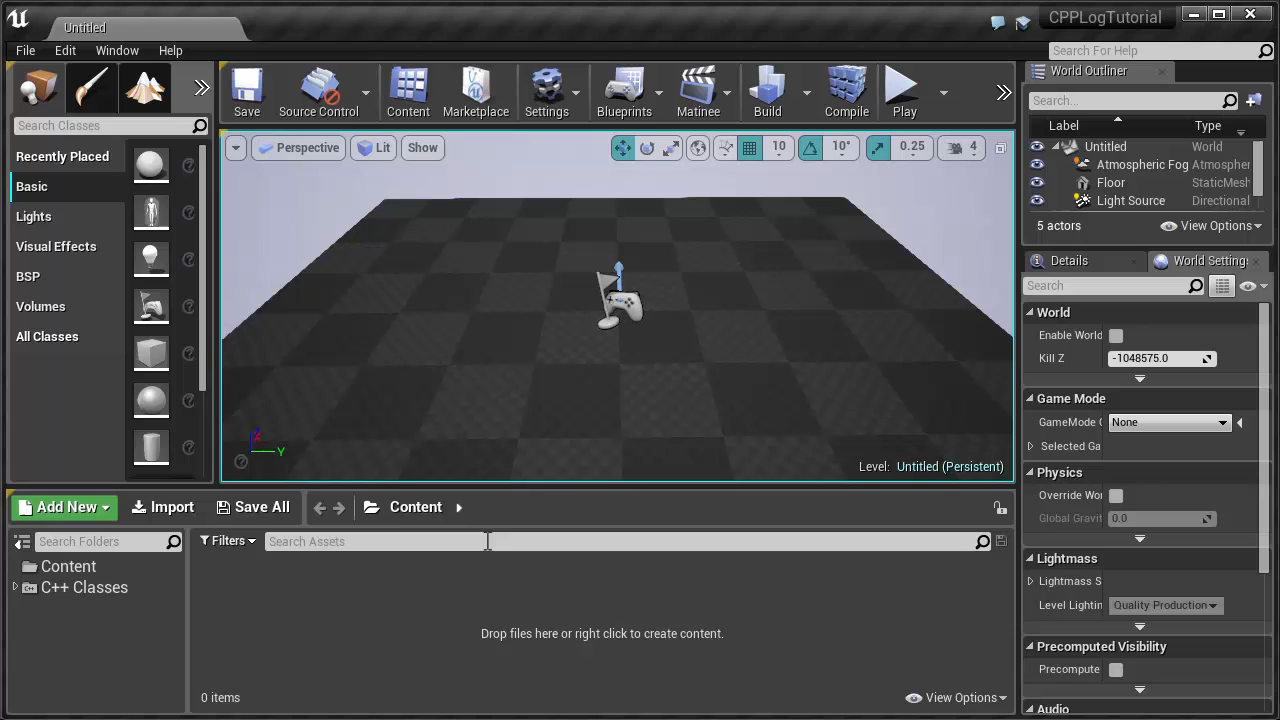 Untitled
CPPLogTutorial
File Edit Window Help
Search For Help
Search Classes
Recently Placed
Basic
Lights
Visual Effects
BSP
Volumes
All Classes
Save Source Control Content Marketplace Settings Blueprints Matinee Build Compile Play
Perspective Lit Show
10 10° 0.25 4
Z
X
Y
Level: Untitled (Persistent)
World Outliner
Search...
Label Type
Untitled World
Atmospheric Fog Atmospher
Floor StaticMesh
Light Source Directional
5 actors View Options
Details World Settings
Search
World
Enable World
Kill Z -1048575.0
Game Mode
GameMode O None
Selected Ga
Physics
Override Wor
Global Gravit 0.0
Lightmass
Lightmass S
Level Lightin Quality Production
Precomputed Visibility
Precompute
Audio
Add New Import Save All Content
Search Folders
Content
C++ Classes
Filters Search Assets
Drop files here or right click to create content.
0 items View Options